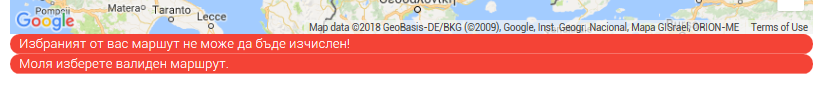 Matera
Taranto
Lecce
Google
Map data ©2018 GeoBasis-DE/BKG (©2009), Google, Inst. Geogr. Nacional, Mapa GISrael, ORION-ME Terms of Use
Избраният от вас маршут не може да бъде изчислен!
Моля изберете валиден маршрут.